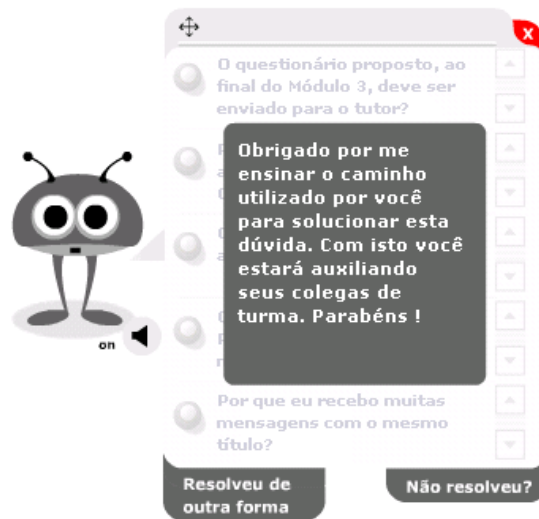 X
O questionário proposto, ao
final do Módulo 3, deve ser
enviado para o tutor?
Obrigado por me
ensinar o caminho
utilizado por você
para solucionar esta
dúvida. Com isto você
estará auxiliando
seus colegas de
turma. Parabéns !
on
Por que eu recebo muitas
mensagens com o mesmo
título?
Resolveu de
outra forma
Não resolveu?